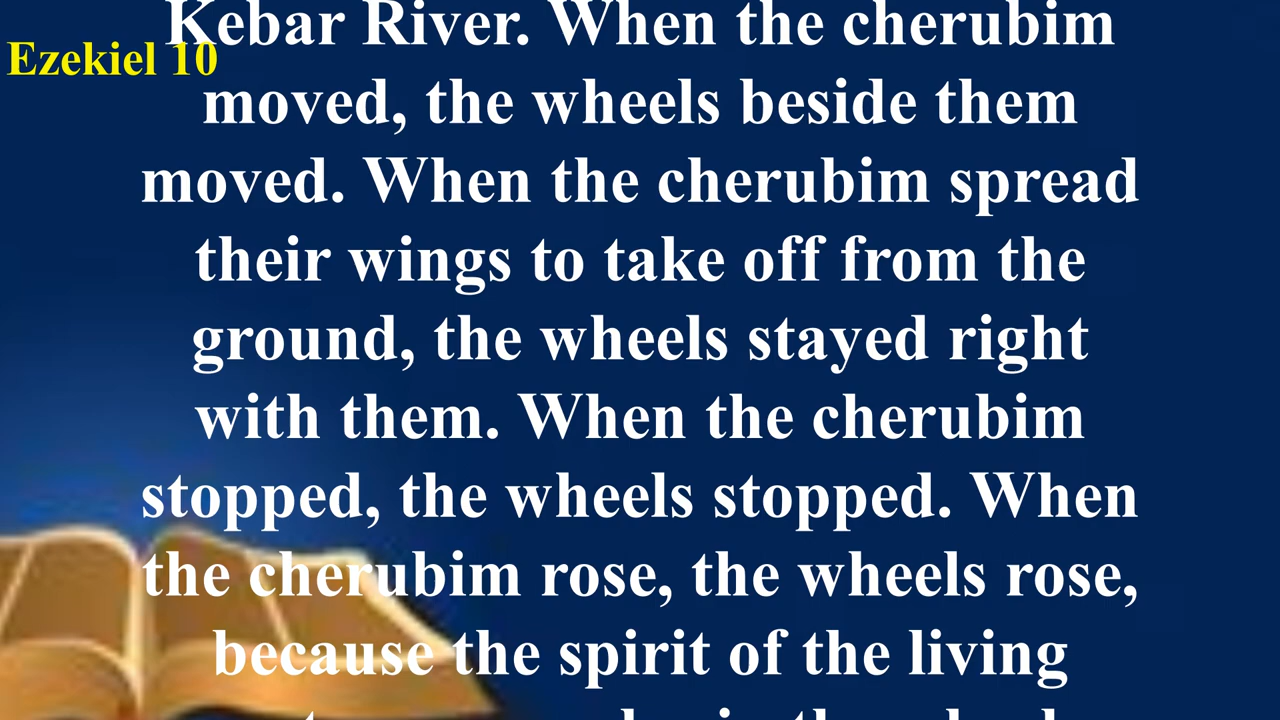 Kebar River. When the cherubim
Ezekiel 10
moved, the wheels beside them
moved. When the cherubim spread
their wings to take off from the
ground, the wheels stayed right
with them. When the cherubim
stopped, the wheels stopped. When
the cherubim rose, the wheels rose,
because the spirit of the living